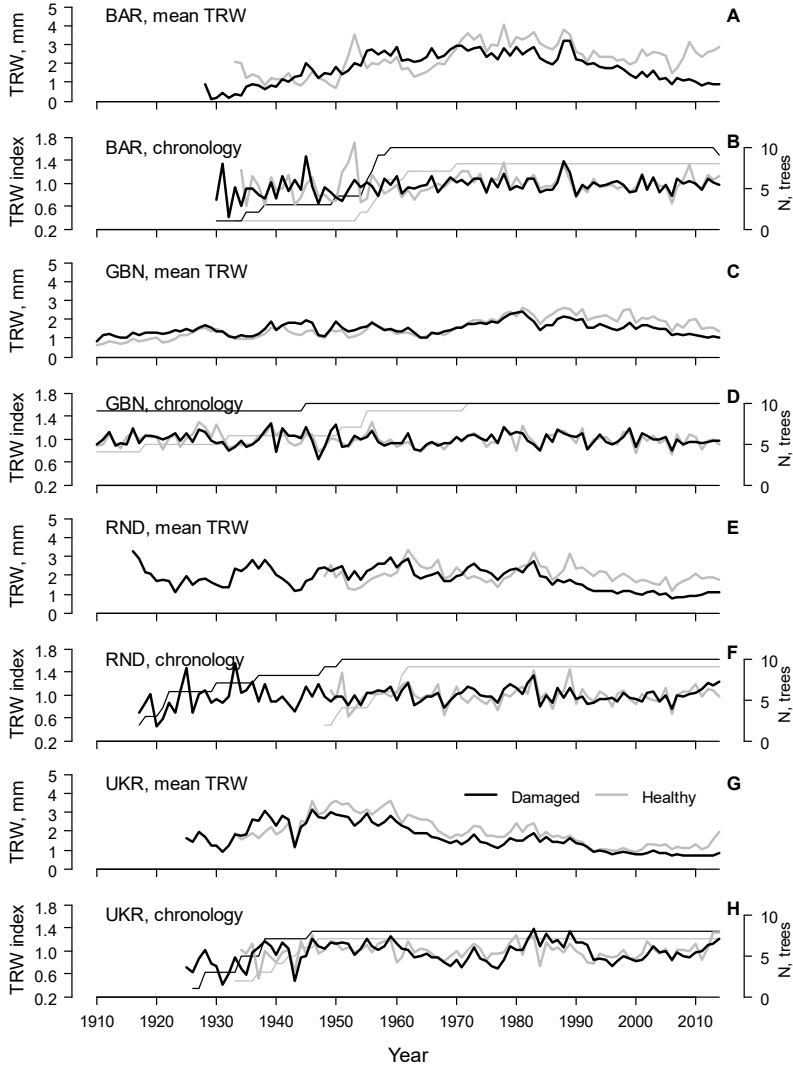 BAR, mean TRW
A
TRW, mm
5
4
3
2
1
0
BAR, chronology
B
TRW index
1.8
1.4
1.0
0.6
0.2
10
5
0
N, trees
GBN, mean TRW
C
TRW, mm
5
4
3
2
1
0
GBN, chronology
D
TRW index
1.8
1.4
1.0
0.6
0.2
10
5
0
N, trees
RND, mean TRW
E
TRW, mm
5
4
3
2
1
0
RND, chronology
F
TRW index
1.8
1.4
1.0
0.6
0.2
10
5
0
N, trees
UKR, mean TRW
G
Damaged Healthy
TRW, mm
5
4
3
2
1
0
UKR, chronology
H
TRW index
1.8
1.4
1.0
0.6
0.2
10
5
0
N, trees
1910 1920 1930 1940 1950 1960 1970 1980 1990 2000 2010
Year